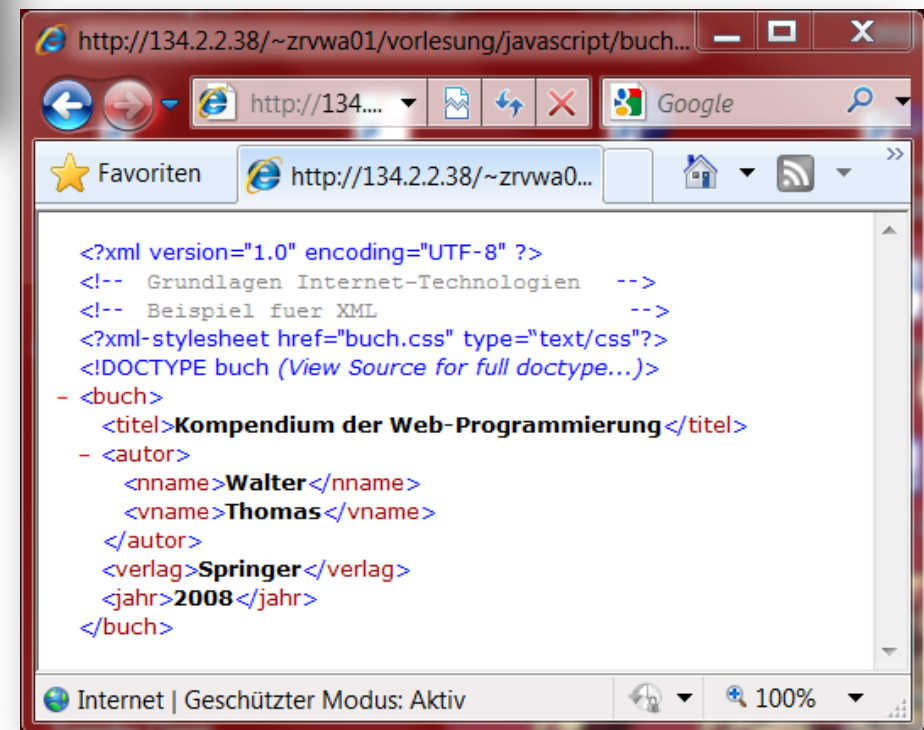 http://134.2.2.38/~zrvwa01/vorlesung/javascript/buch...
http://134.... Google
Favoriten http://134.2.2.38/~zrvwa0...
<?xml version="1.0" encoding="UTF-8" ?>
<!-- Grundlagen Internet-Technologien -->
<!-- Beispiel fuer XML -->
<?xml-stylesheet href="buch.css" type=“text/css"?>
<!DOCTYPE buch (View Source for full doctype...)>
- <buch>
<titel>Kompendium der Web-Programmierung</titel>
- <autor>
<nname>Walter</nname>
<vname>Thomas</vname>
</autor>
<verlag>Springer</verlag>
<jahr>2008</jahr>
</buch>
Internet | Geschützter Modus: Aktiv 100%